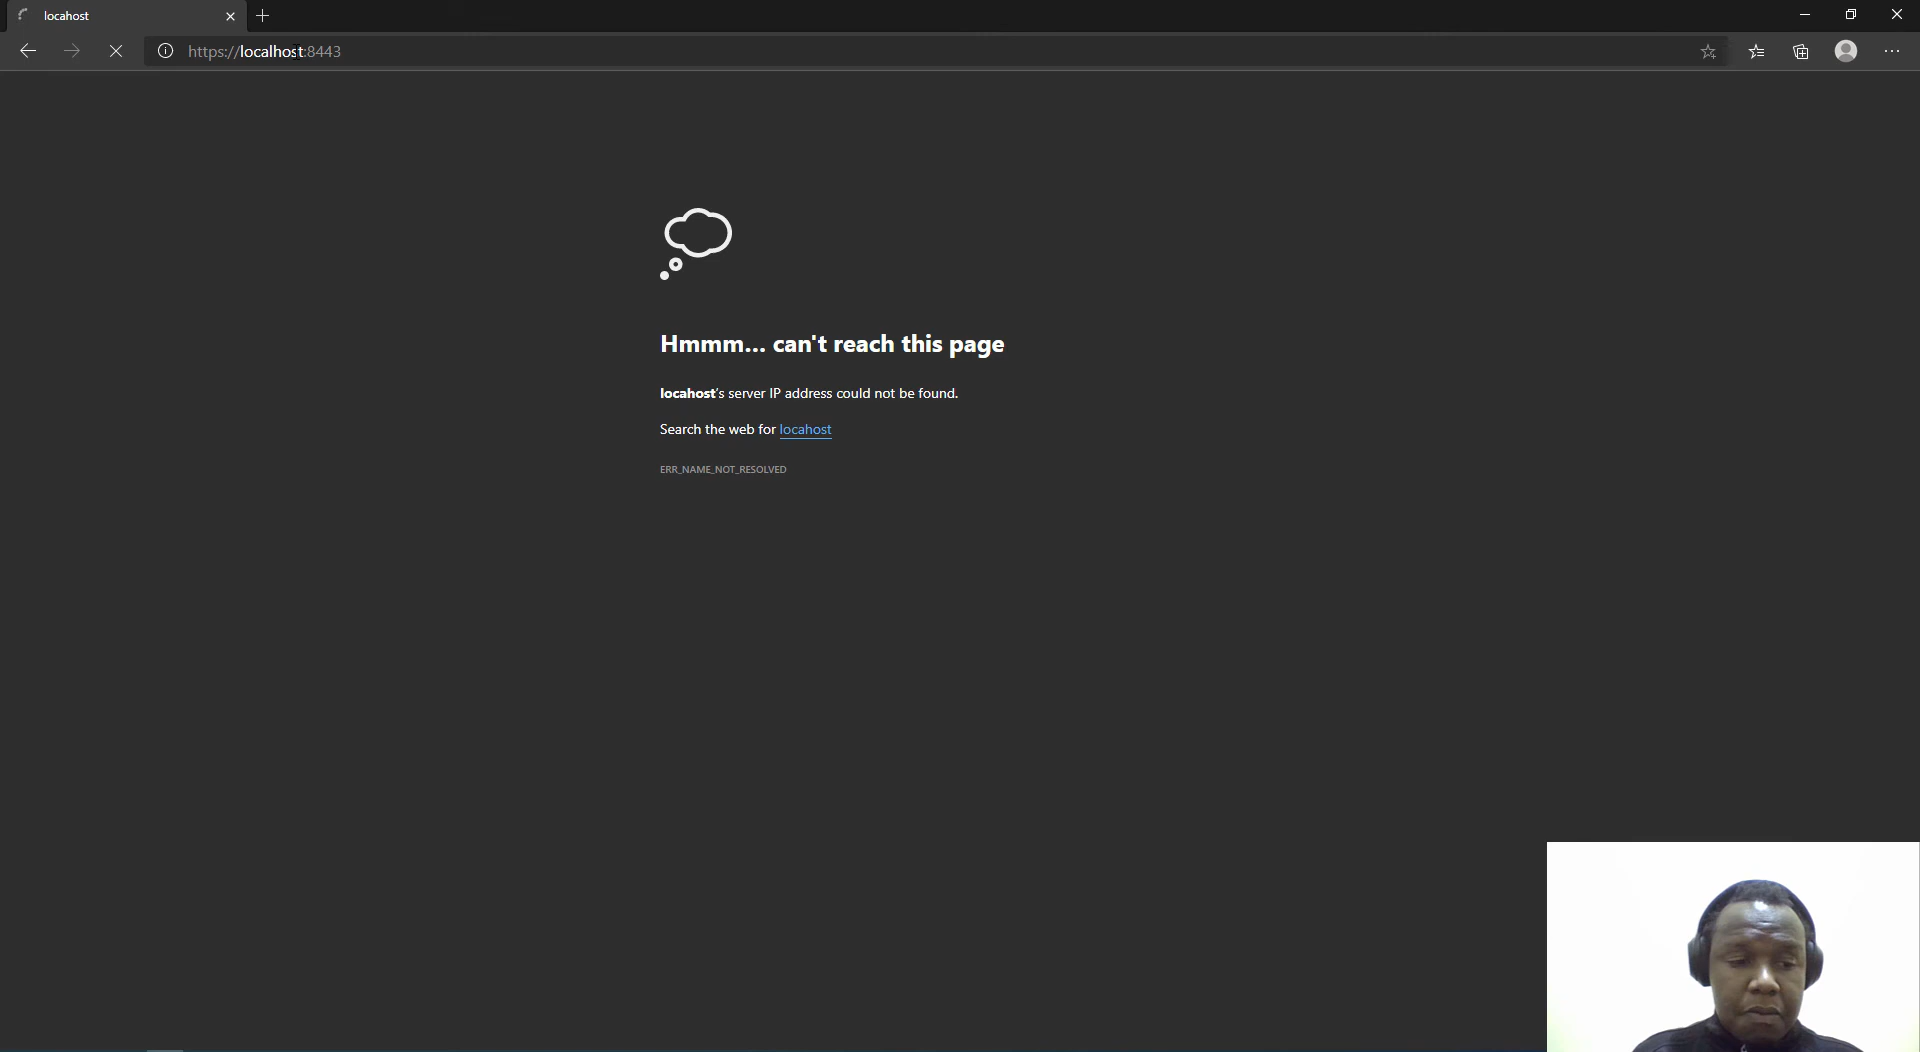 locahost
https://localhost:8443
Hmmm... can't reach this page
locahost's server IP address could not be found.
Search the web for locahost
ERR_NAME_NOT_RESOLVED